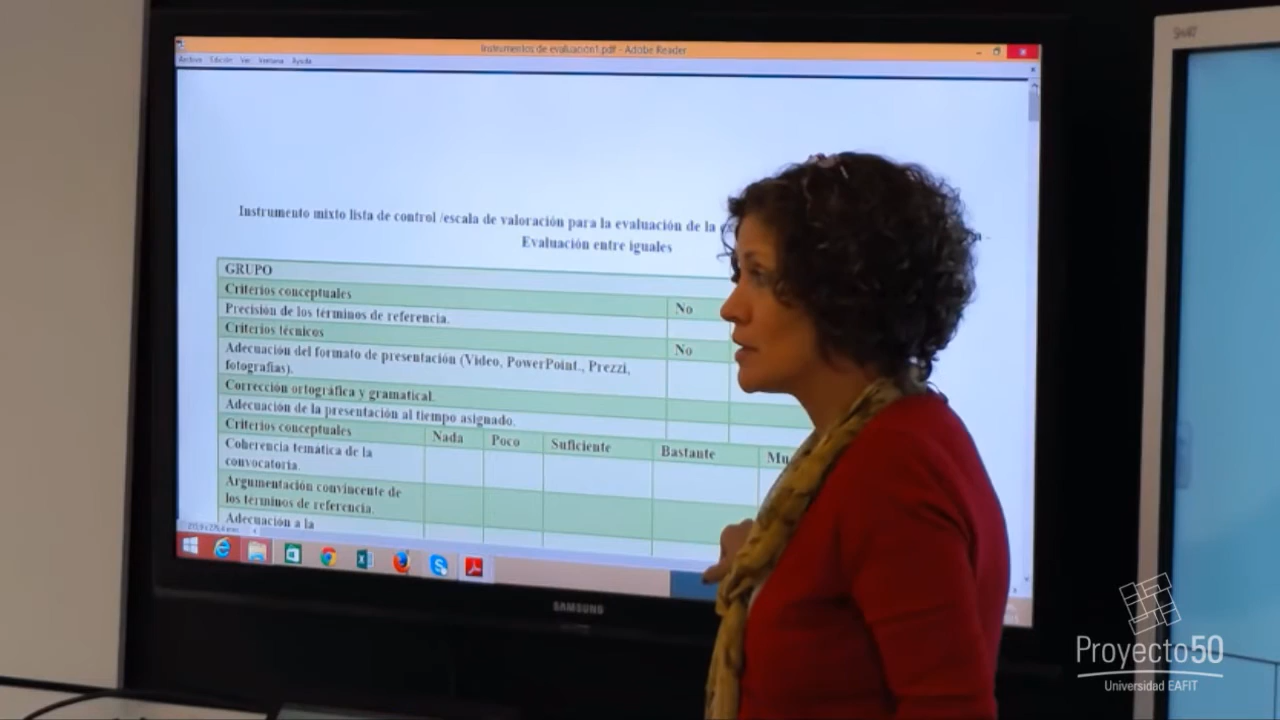 Instrumentos de evaluación1.pdf - Adobe Reader
Archivo Edición Ver Ventana Ayuda
SMART
Instrumento mixto lista de control /escala de valoración para la evaluación de la
Evaluación entre iguales
GRUPO
Criterios conceptuales No
Precisión de los términos de referencia.
Criterios técnicos No
Adecuación del formato de presentación (Video, PowerPoint., Prezzi,
fotografías).
Corrección ortográfica y gramatical.
Adecuación de la presentación al tiempo asignado.
Criterios conceptuales Nada Poco Suficiente Bastante Mu
Coherencia temática de la
convocatoria.
Argumentación convincente de
los términos de referencia.
Adecuación a la
SAMSUNG
Proyecto50
Universidad EAFIT